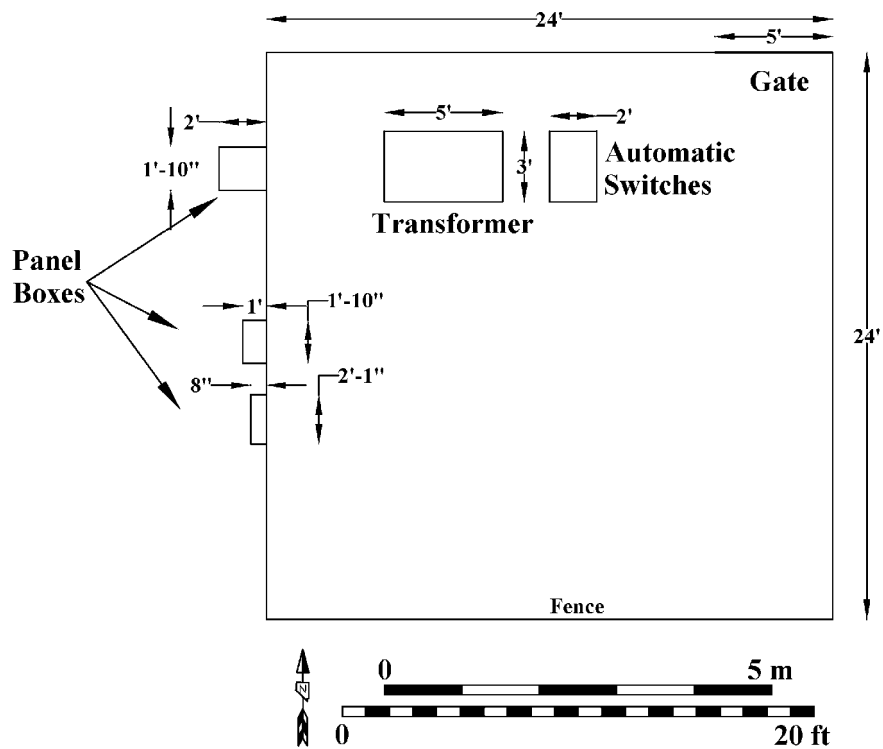 24'
5'
Gate
2'
1'-10"
5'
2'
3'
Automatic
Switches
Transformer
Panel
Boxes
1'
1'-10"
8"
2'-1"
24'
Fence
N
0
5 m
0
20 ft